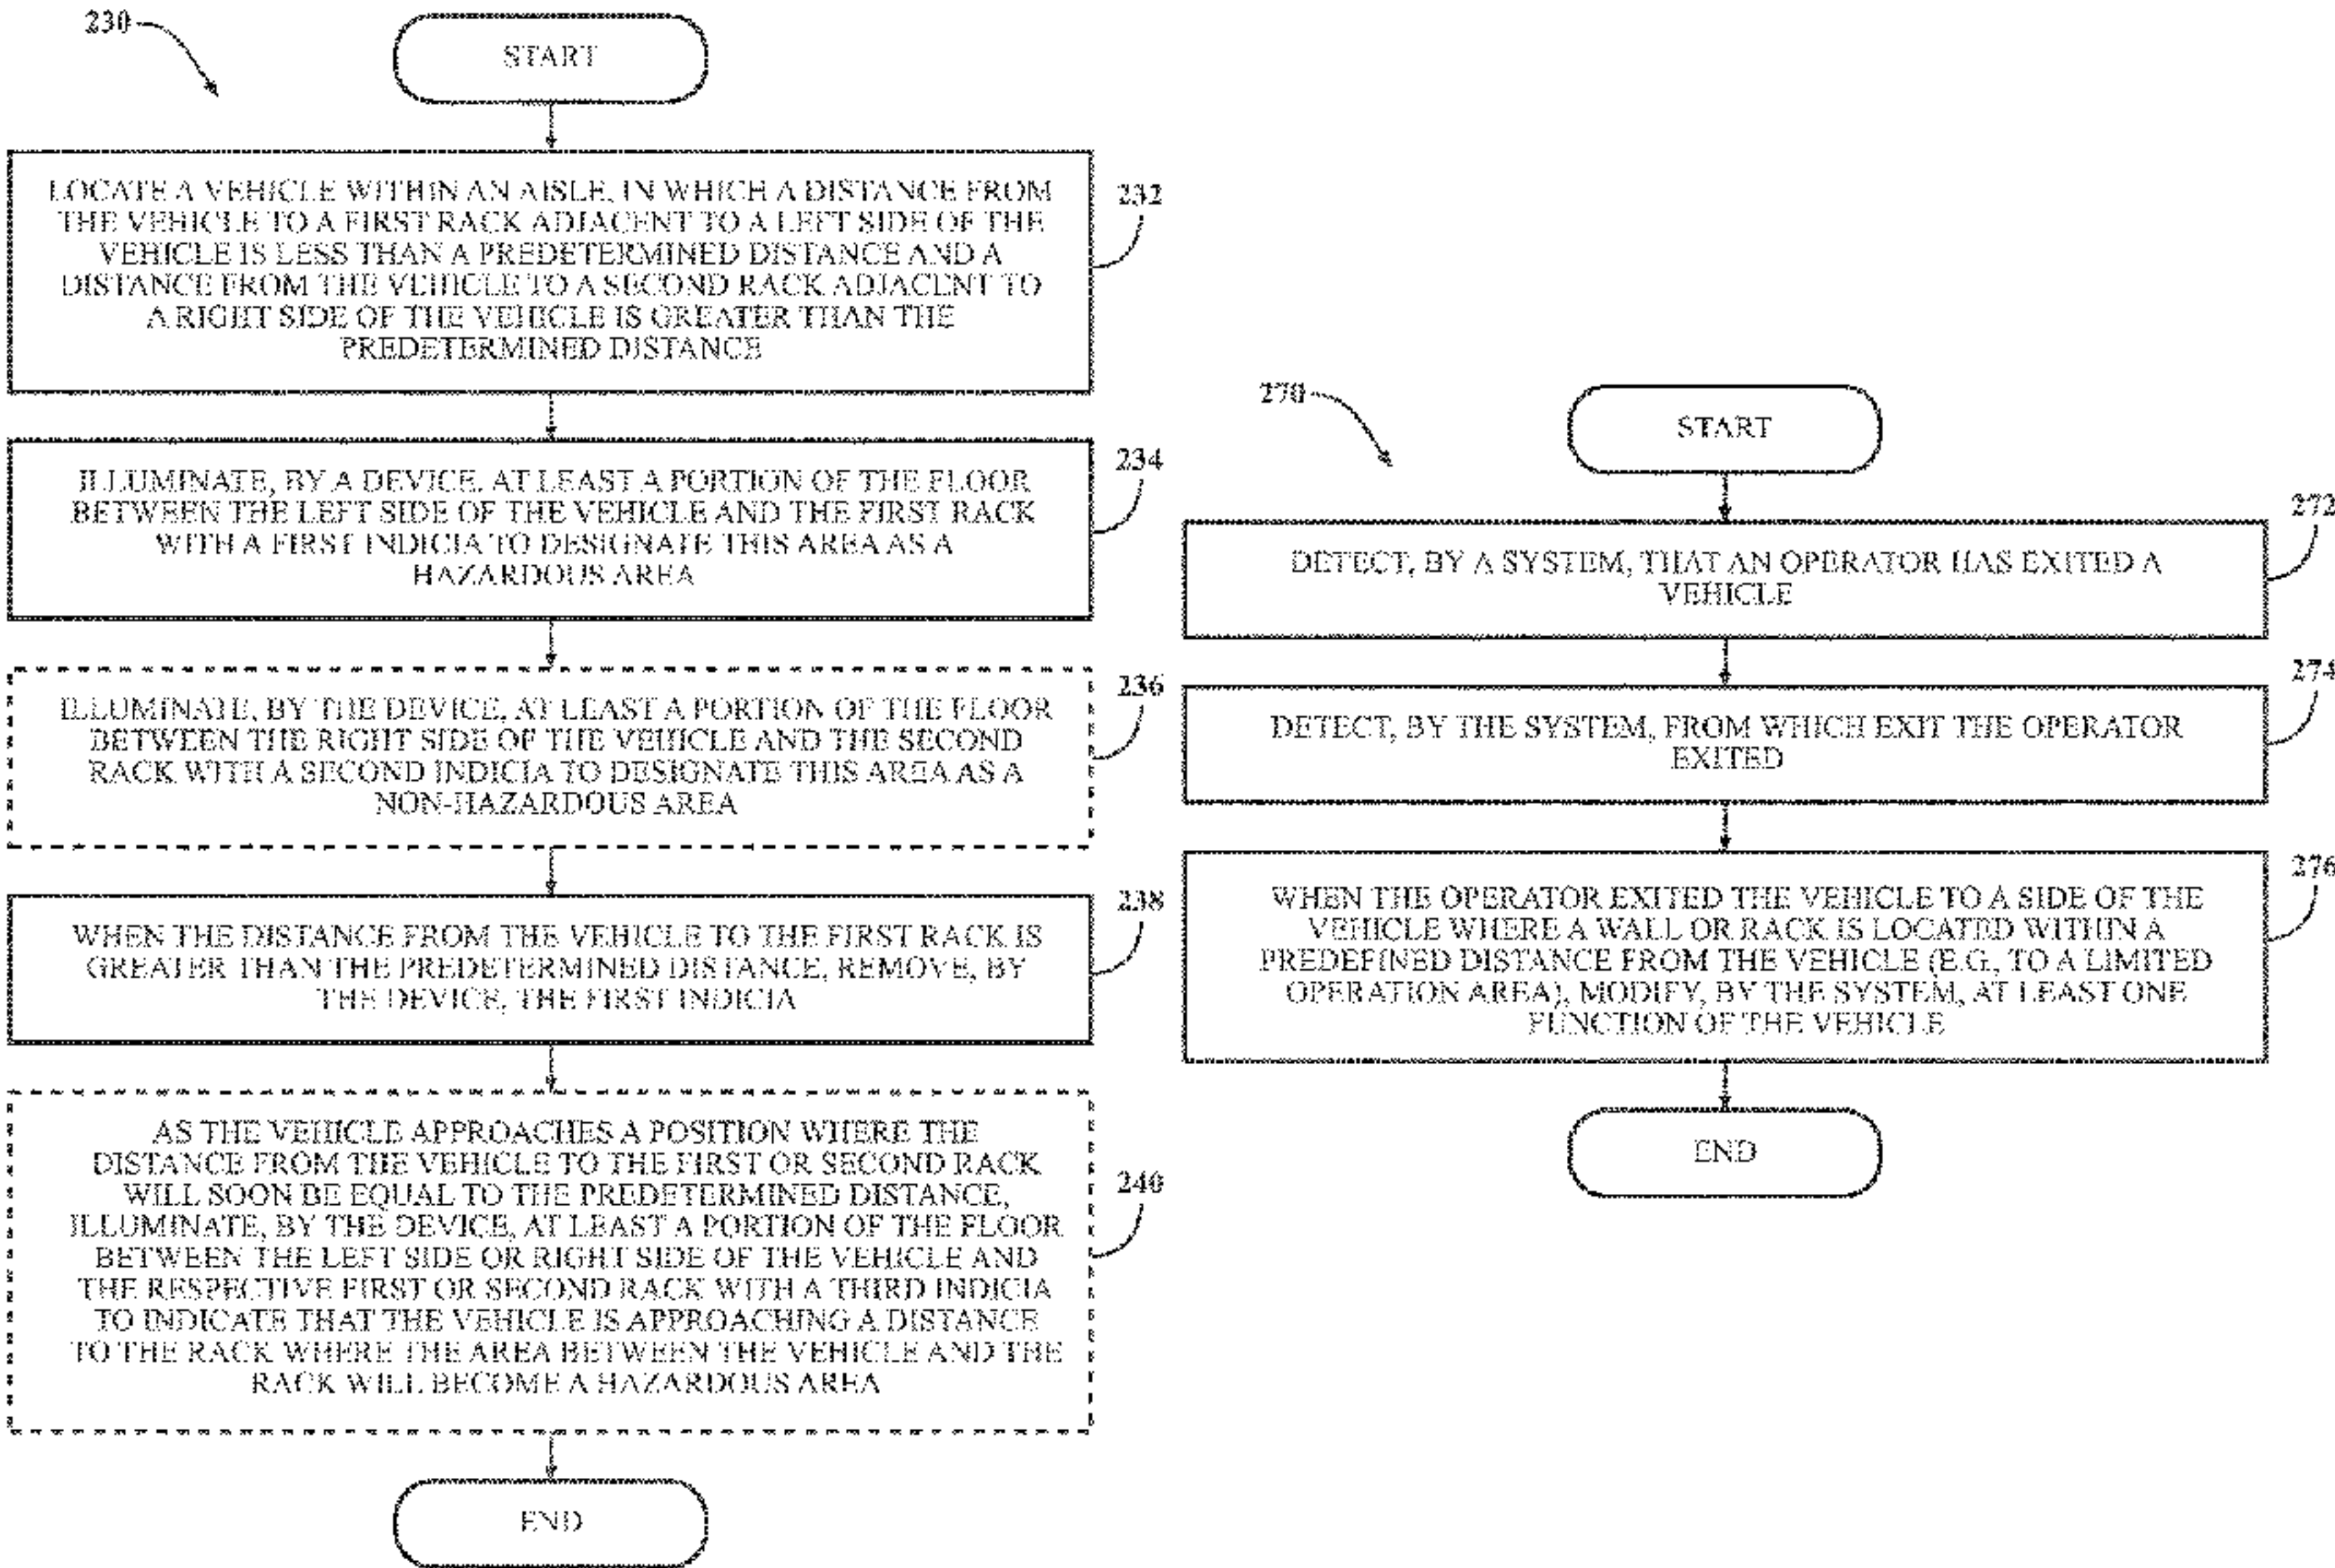 230
START
LOCATE A VEHICLE WITHIN AN AISLE, IN WHICH A DISTANCE FROM
THE VEHICLE TO A FIRST RACK ADJACENT TO A LEFT SIDE OF THE
VEHICLE IS LESS THAN A PREDETERMINED DISTANCE AND A
DISTANCE FROM THE VEHICLE TO A SECOND RACK ADJACENT TO
A RIGHT SIDE OF THE VEHICLE IS GREATER THAN THE
PREDETERMINED DISTANCE
232
ILLUMINATE, BY A DEVICE, AT LEAST A PORTION OF THE FLOOR
BETWEEN THE LEFT SIDE OF THE VEHICLE AND THE FIRST RACK
WITH A FIRST INDICIA TO DESIGNATE THIS AREA AS A
HAZARDOUS AREA
234
ILLUMINATE, BY THE DEVICE, AT LEAST A PORTION OF THE FLOOR
BETWEEN THE RIGHT SIDE OF THE VEHICLE AND THE SECOND
RACK WITH A SECOND INDICIA TO DESIGNATE THIS AREA AS A
NON-HAZARDOUS AREA
236
WHEN THE DISTANCE FROM THE VEHICLE TO THE FIRST RACK IS
GREATER THAN THE PREDETERMINED DISTANCE, REMOVE, BY
THE DEVICE, THE FIRST INDICIA
238
AS THE VEHICLE APPROACHES A POSITION WHERE THE
DISTANCE FROM THE VEHICLE TO THE FIRST OR SECOND RACK
WILL SOON BE EQUAL TO THE PREDETERMINED DISTANCE,
ILLUMINATE, BY THE DEVICE, AT LEAST A PORTION OF THE FLOOR
BETWEEN THE LEFT SIDE OR RIGHT SIDE OF THE VEHICLE AND
THE RESPECTIVE FIRST OR SECOND RACK WITH A THIRD INDICIA
TO INDICATE THAT THE VEHICLE IS APPROACHING A DISTANCE
TO THE RACK WHERE THE AREA BETWEEN THE VEHICLE AND THE
RACK WILL BECOME A HAZARDOUS AREA
240
END
270
START
DETECT, BY A SYSTEM, THAT AN OPERATOR HAS EXITED A
VEHICLE
272
DETECT, BY THE SYSTEM, FROM WHICH EXIT THE OPERATOR
EXITED
274
WHEN THE OPERATOR EXITED THE VEHICLE TO A SIDE OF THE
VEHICLE WHERE A WALL OR RACK IS LOCATED WITHIN A
PREDEFINED DISTANCE FROM THE VEHICLE (E.G., TO A LIMITED
OPERATION AREA), MODIFY, BY THE SYSTEM, AT LEAST ONE
FUNCTION OF THE VEHICLE
276
END